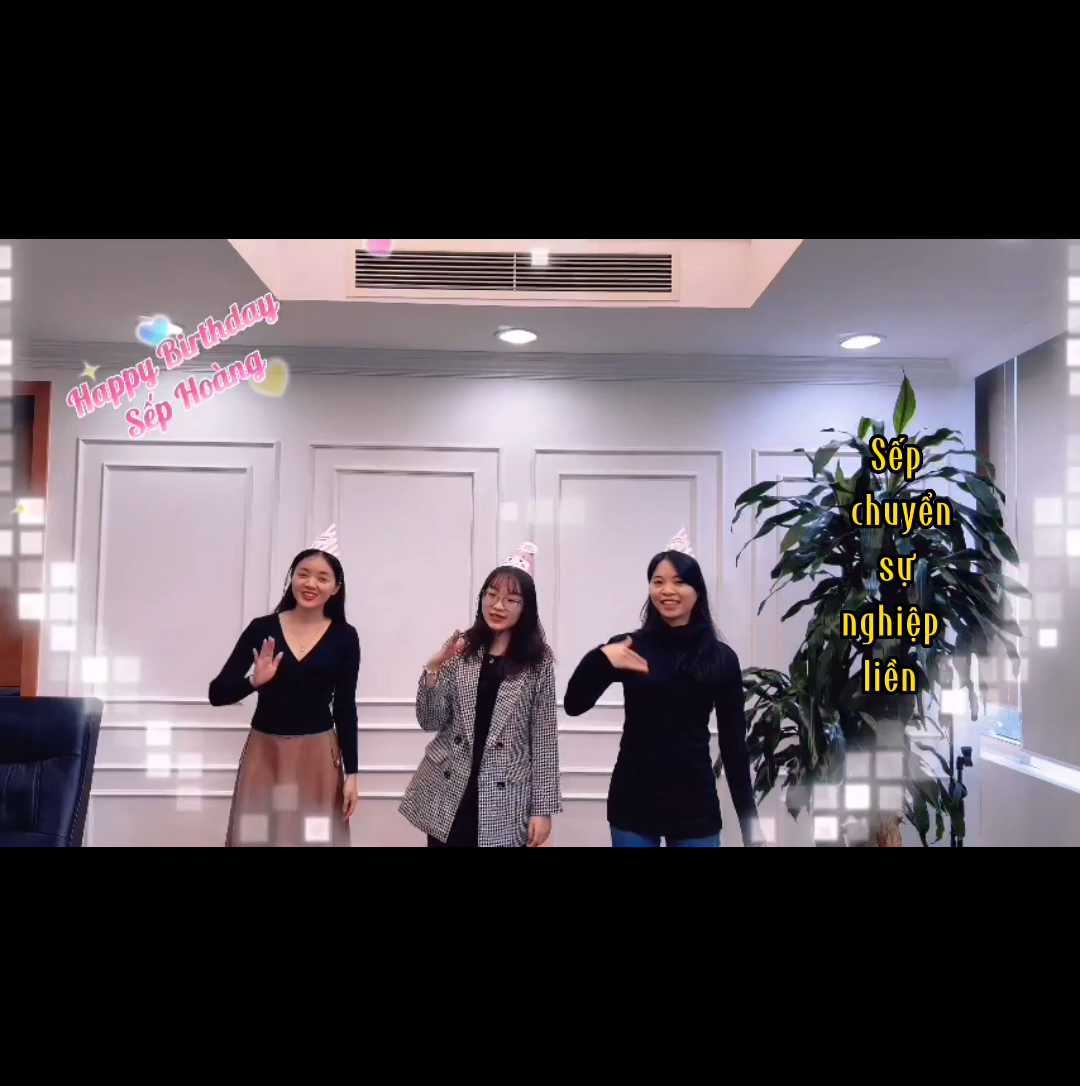 Happy Birthday
Sếp Hoàng
Sếp
chuyển
sự
nghiệp
liền